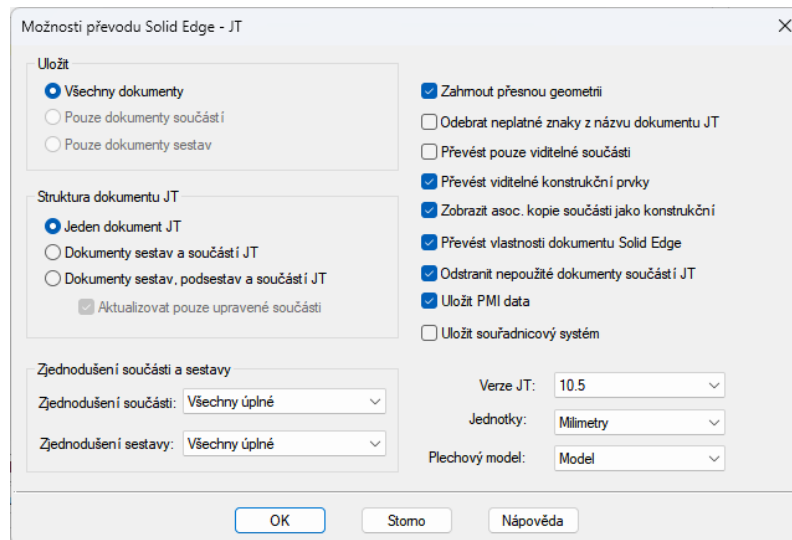 Možnosti převodu Solid Edge - JT
Uložit
Všechny dokumenty
Pouze dokumenty součástí
Pouze dokumenty sestav
Struktura dokumentu JT
Jeden dokument JT
Dokumenty sestav a součástí JT
Dokumenty sestav, podsestav a součástí JT
Aktualizovat pouze upravené součásti
Zjednodušení součásti a sestavy
Zjednodušení součásti: Všechny úplné
Zjednodušení sestavy: Všechny úplné
Zahrnout přesnou geometrii
Odebrat neplatné znaky z názvu dokumentu JT
Převést pouze viditelné součásti
Převést viditelné konstrukční prvky
Zobrazit asoc. kopie součásti jako konstrukční
Převést vlastnosti dokumentu Solid Edge
Odstranit nepoužité dokumenty součástí JT
Uložit PMI data
Uložit souřadnicový systém
Verze JT: 10.5
Jednotky: Milimetry
Plechový model: Model
OK Storno Nápověda